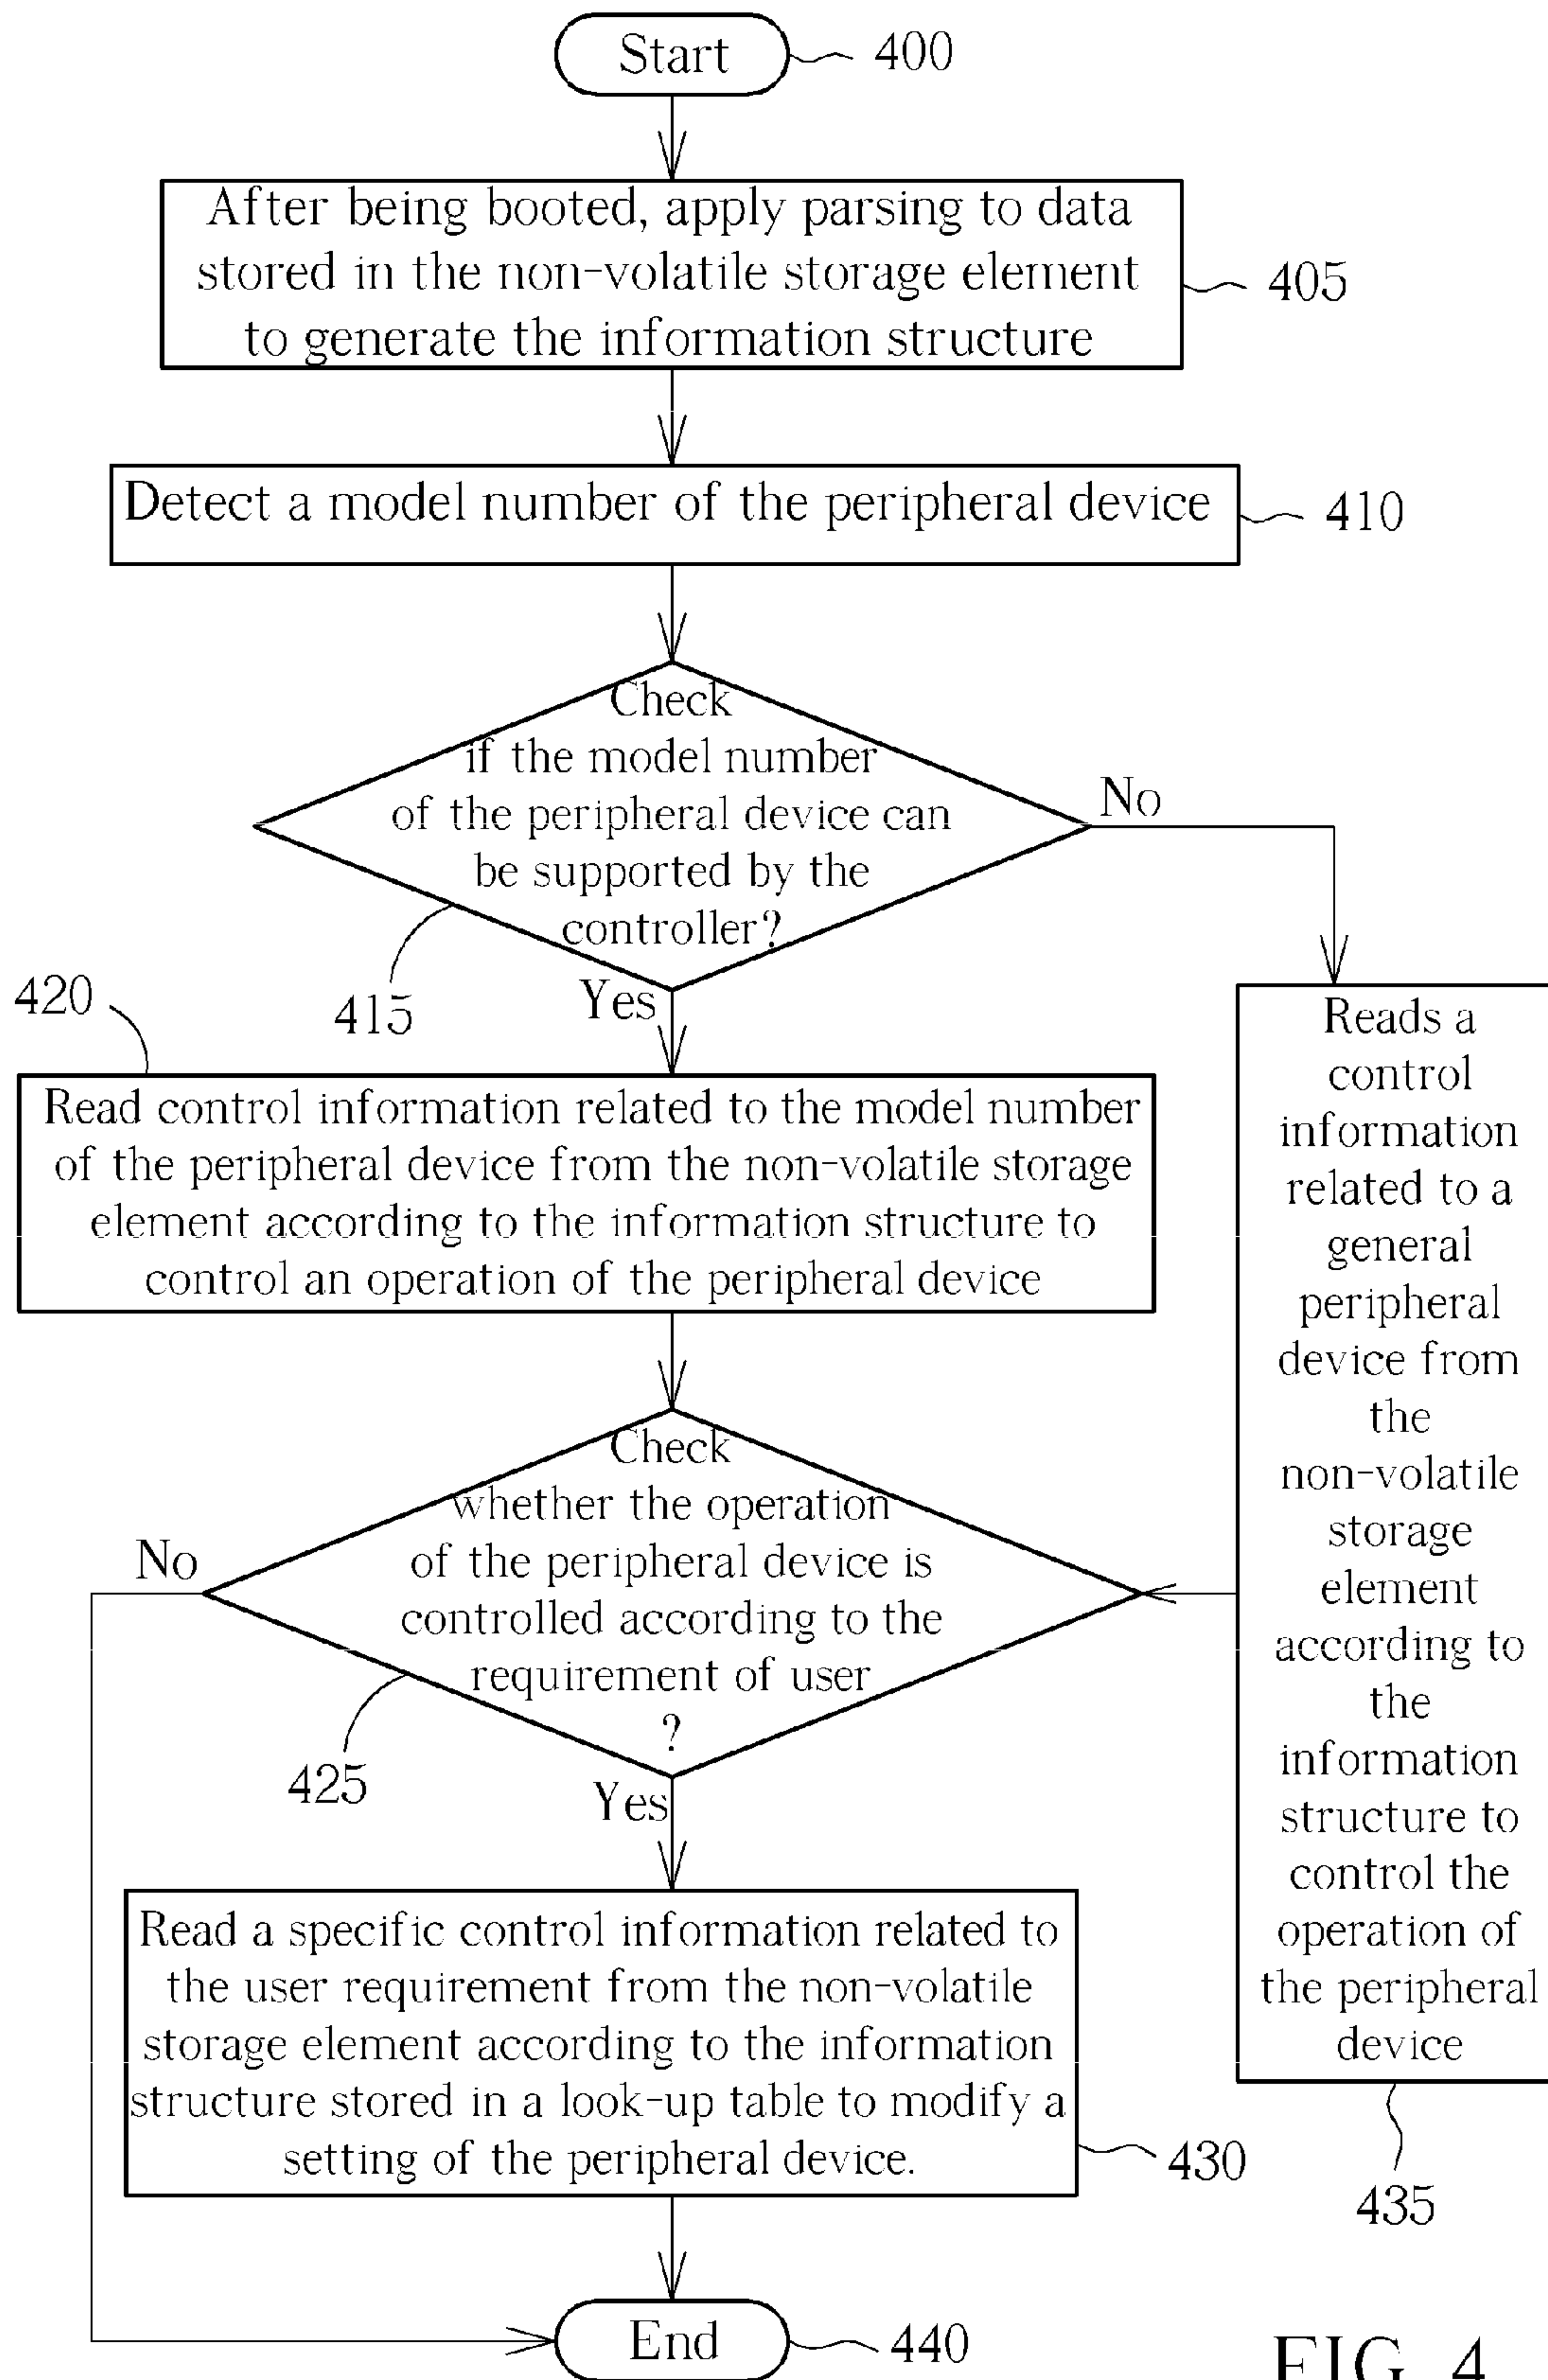 Start
400
After being booted, apply parsing to data
stored in the non-volatile storage element
to generate the information structure
405
Detect a model number of the peripheral device
410
Check
if the model number
of the peripheral device can
be supported by the
controller?
No
415
Yes
420
Read control information related to the model number
of the peripheral device from the non-volatile storage
element according to the information structure to
control an operation of the peripheral device
Reads a
control
information
related to a
general
peripheral
device from
the
non-volatile
storage
element
according to
the
information
structure to
control the
operation of
the peripheral
device
435
Check
whether the operation
of the peripheral device is
controlled according to the
requirement of user
?
No
425
Yes
Read a specific control information related to
the user requirement from the non-volatile
storage element according to the information
structure stored in a look-up table to modify a
setting of the peripheral device.
430
End
440
FIG. 4